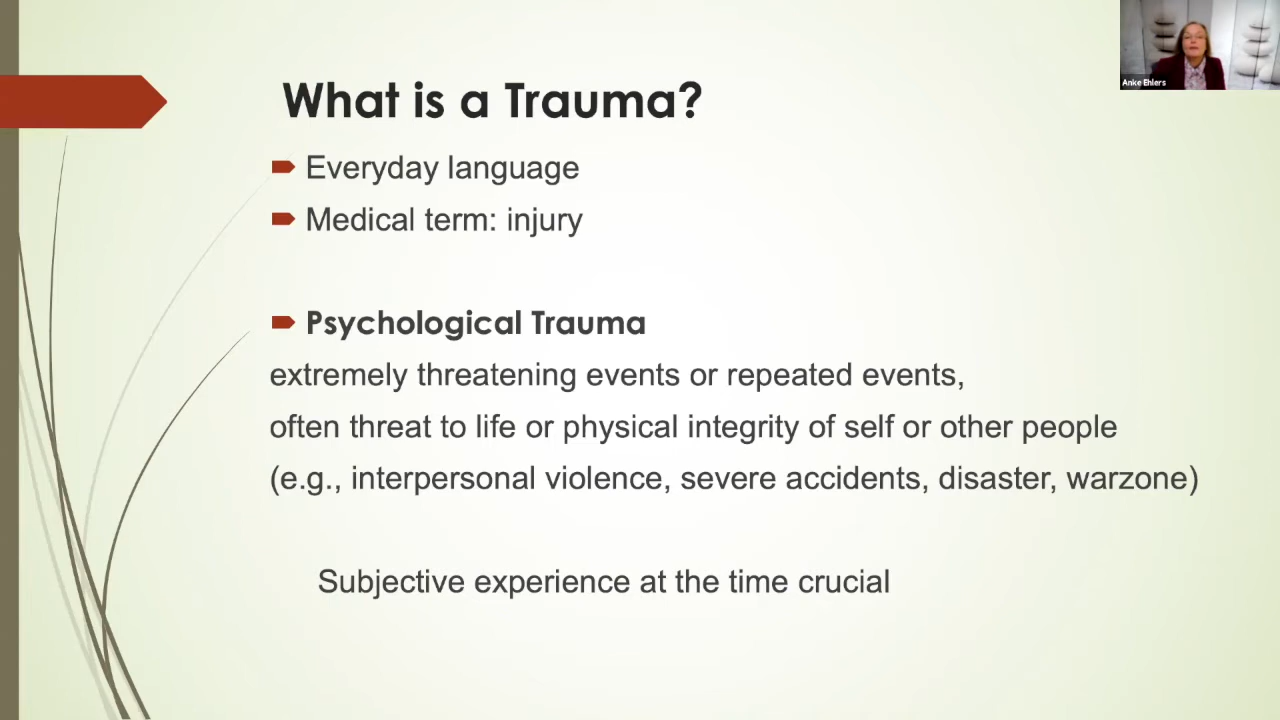 Anke Ehlers
What is a Trauma?
Everyday language
Medical term: injury
Psychological Trauma
extremely threatening events or repeated events,
often threat to life or physical integrity of self or other people
(e.g., interpersonal violence, severe accidents, disaster, warzone)
Subjective experience at the time crucial